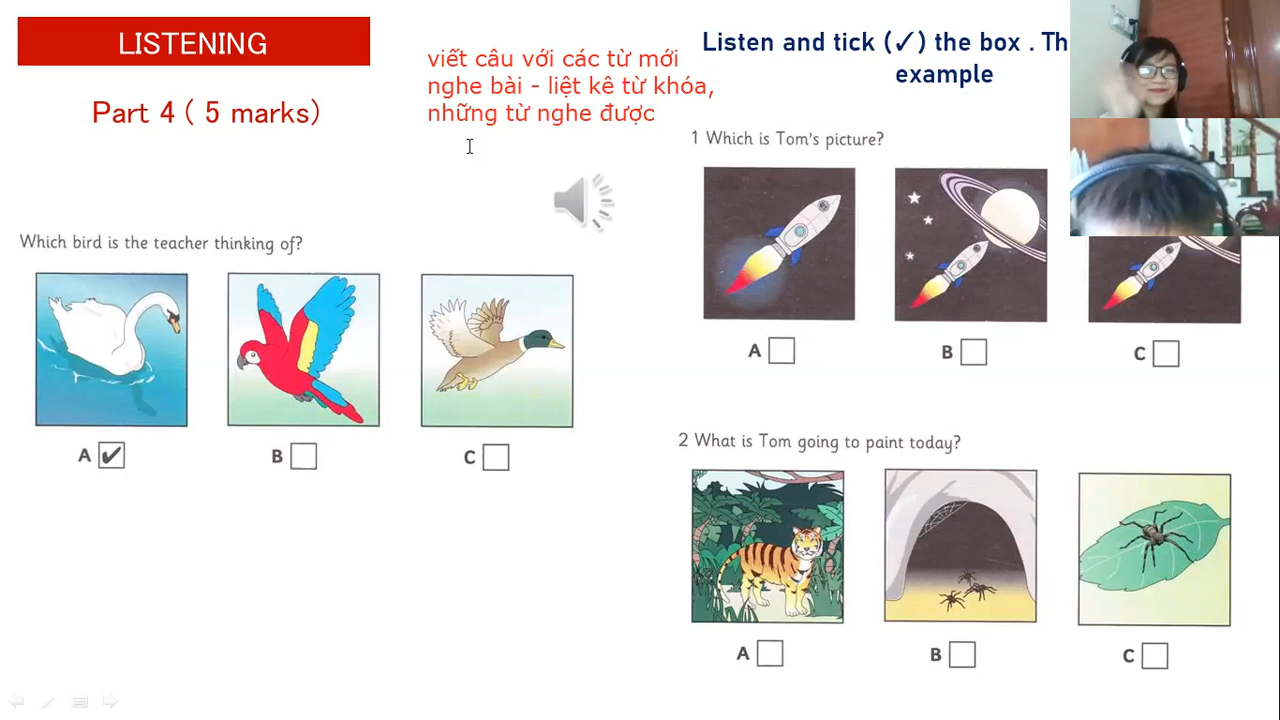 LISTENING
Part 4 ( 5 marks)
viết câu với các từ mới
nghe bài - liệt kê từ khóa,
những từ nghe được
Which bird is the teacher thinking of?
A ✔ B C
Listen and tick (✓) the box . Th
example
1 Which is Tom's picture?
A B C
2 What is Tom going to paint today?
A B C